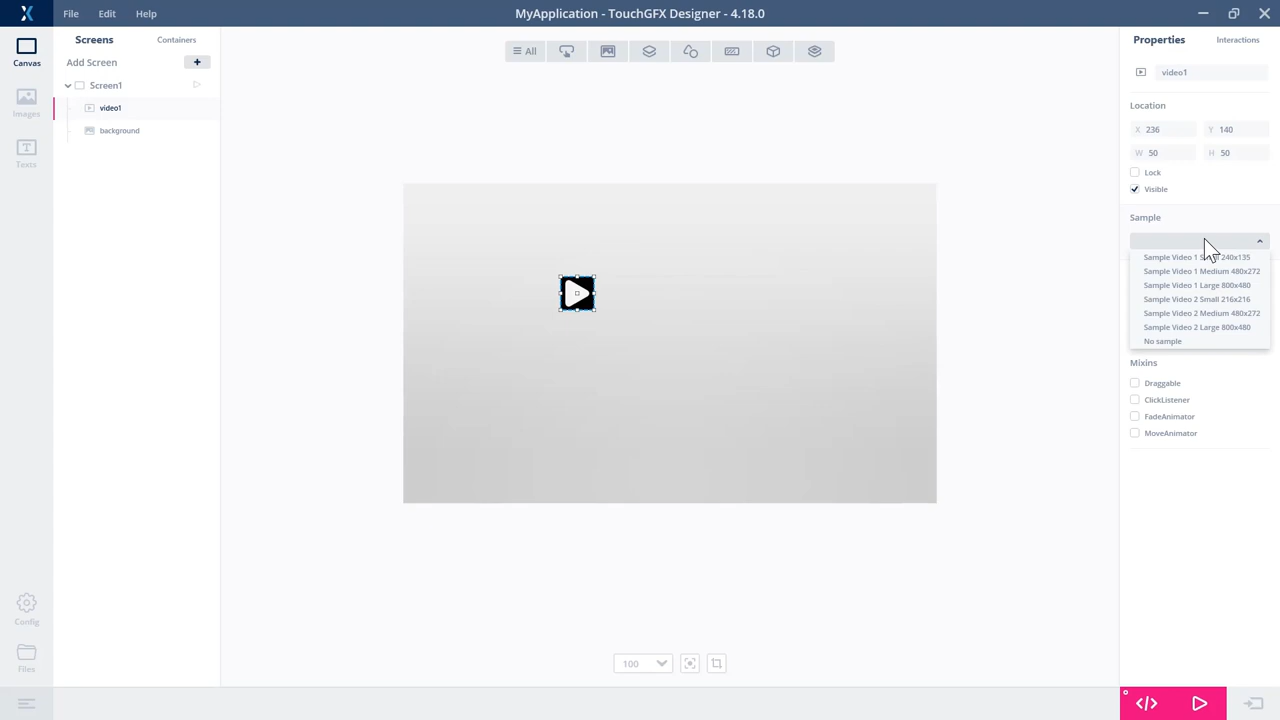 File Edit Help MyApplication - TouchGFX Designer - 4.18.0
Canvas
Images
Texts
Config
Files
Screens Containers
Add Screen +
Screen1
video1
background
All
100
Properties Interactions
video1
Location
X 236 Y 140
W 50 H 50
Lock
Visible
Sample
Sample Video 1 240x135
Sample Video 1 Medium 480x272
Sample Video 1 Large 800x480
Sample Video 2 Small 216x216
Sample Video 2 Medium 480x272
Sample Video 2 Large 800x480
No sample
Mixins
Draggable
ClickListener
FadeAnimator
MoveAnimator